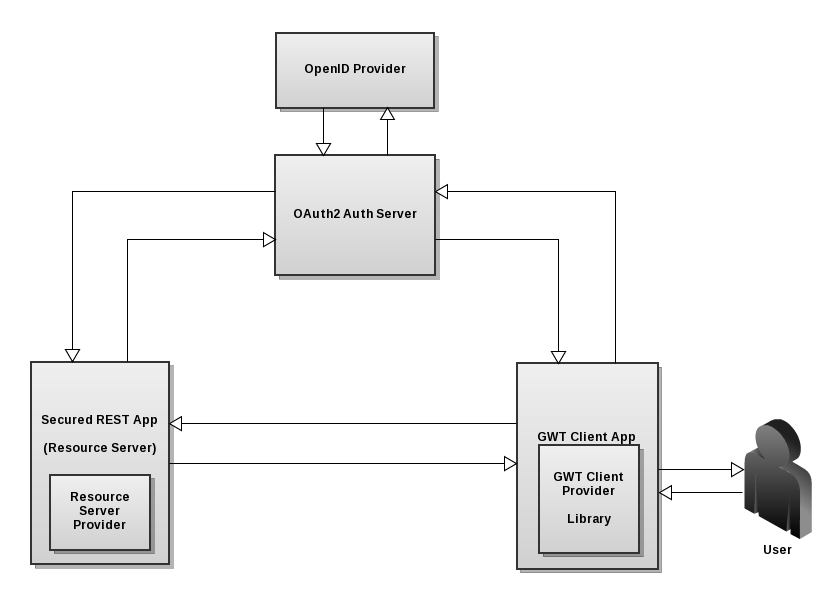 OpenID Provider
OAuth2 Auth Server
Secured REST App
(Resource Server)
Resource
Server
Provider
GWT Client App
GWT Client
Provider
Library
User